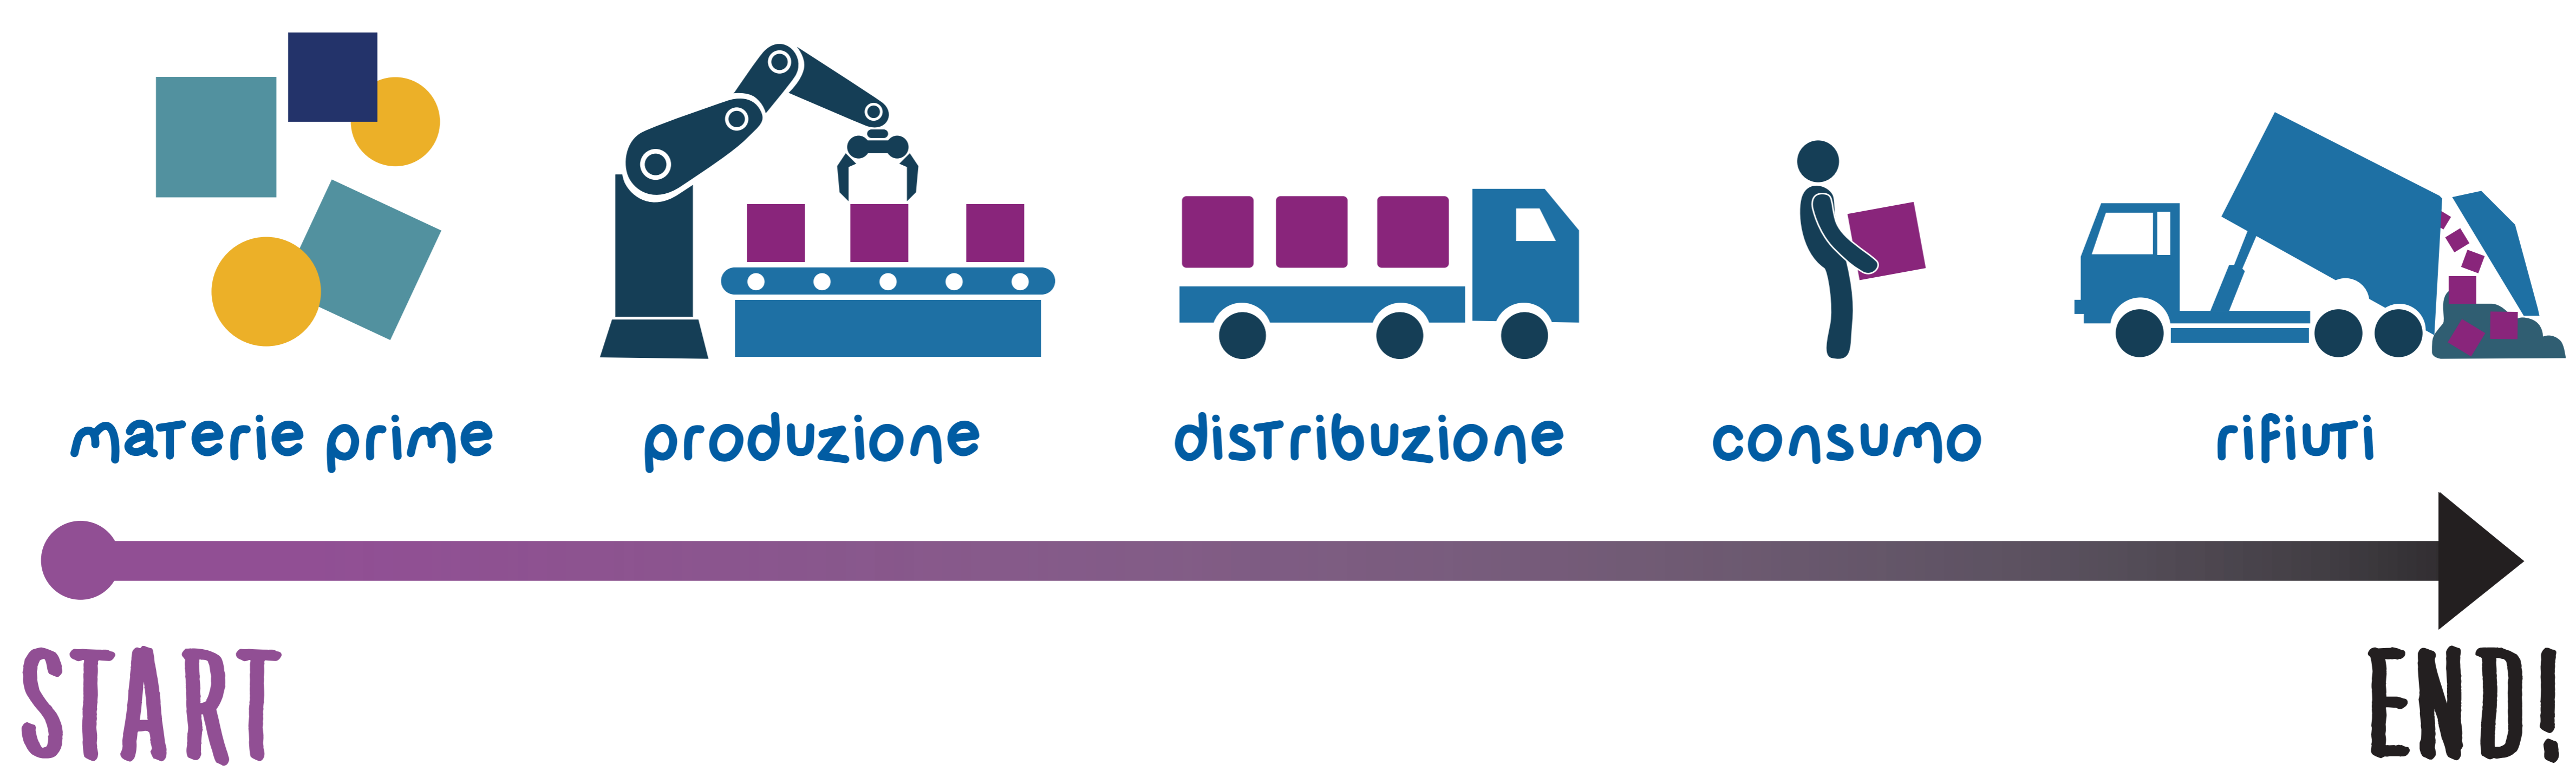 materie prime
produzione
distribuzione
consumo
rifiuti
START
END!